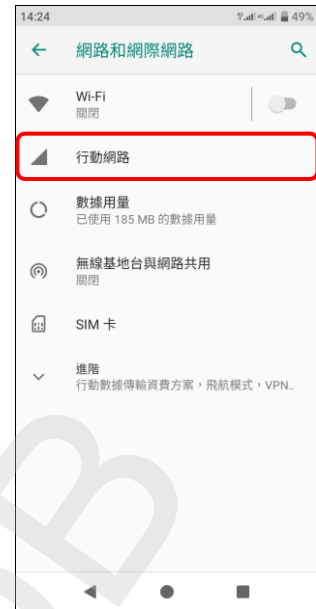 14:24
49%
網路和網際網路
Wi-Fi
關閉
行動網路
數據用量
已使用 185 MB 的數據用量
無線基地台與網路共用
關閉
SIM 卡
進階
行動數據傳輸資費方案，飛航模式，VPN..